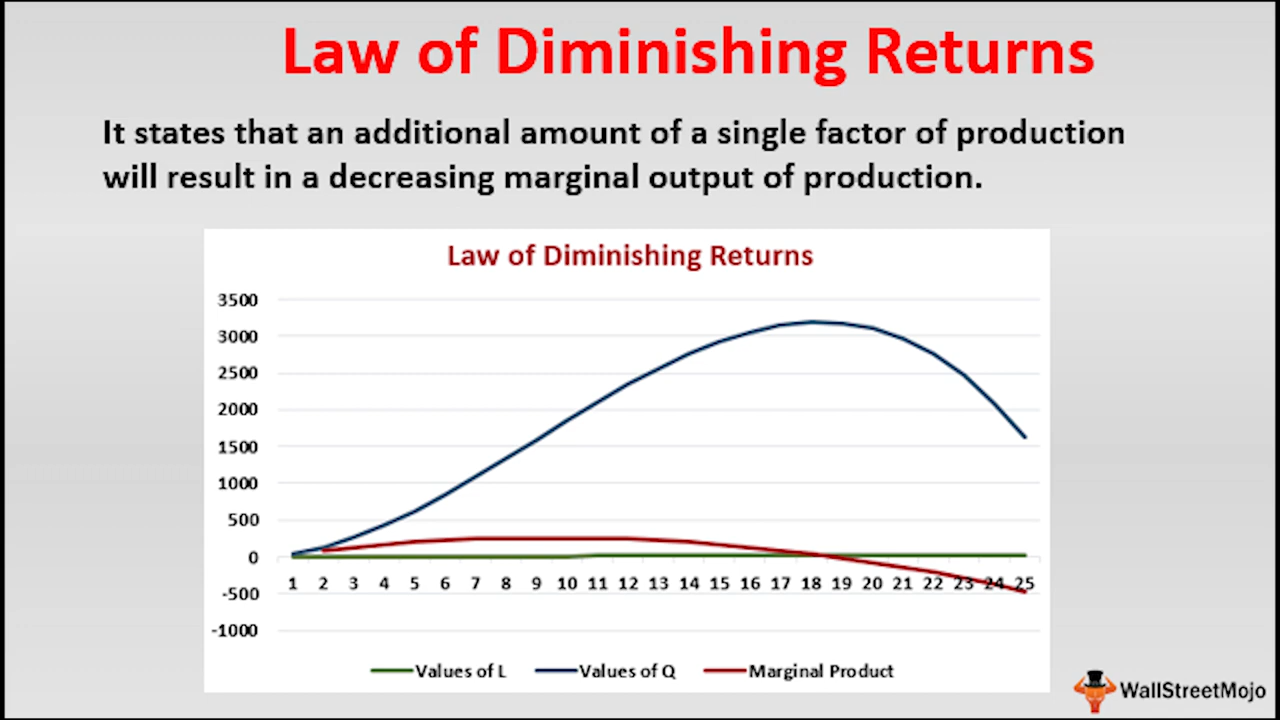 Law of Diminishing Returns
It states that an additional amount of a single factor of production
will result in a decreasing marginal output of production.
Law of Diminishing Returns
3500
3000
2500
2000
1500
1000
500
0
1 2 3 4 5 6 7 8 9 10 11 12 13 14 15 16 17 18 19 20 21 22 23 24 25
-500
-1000
Values of L Values of Q Marginal Product
WallStreetMojo